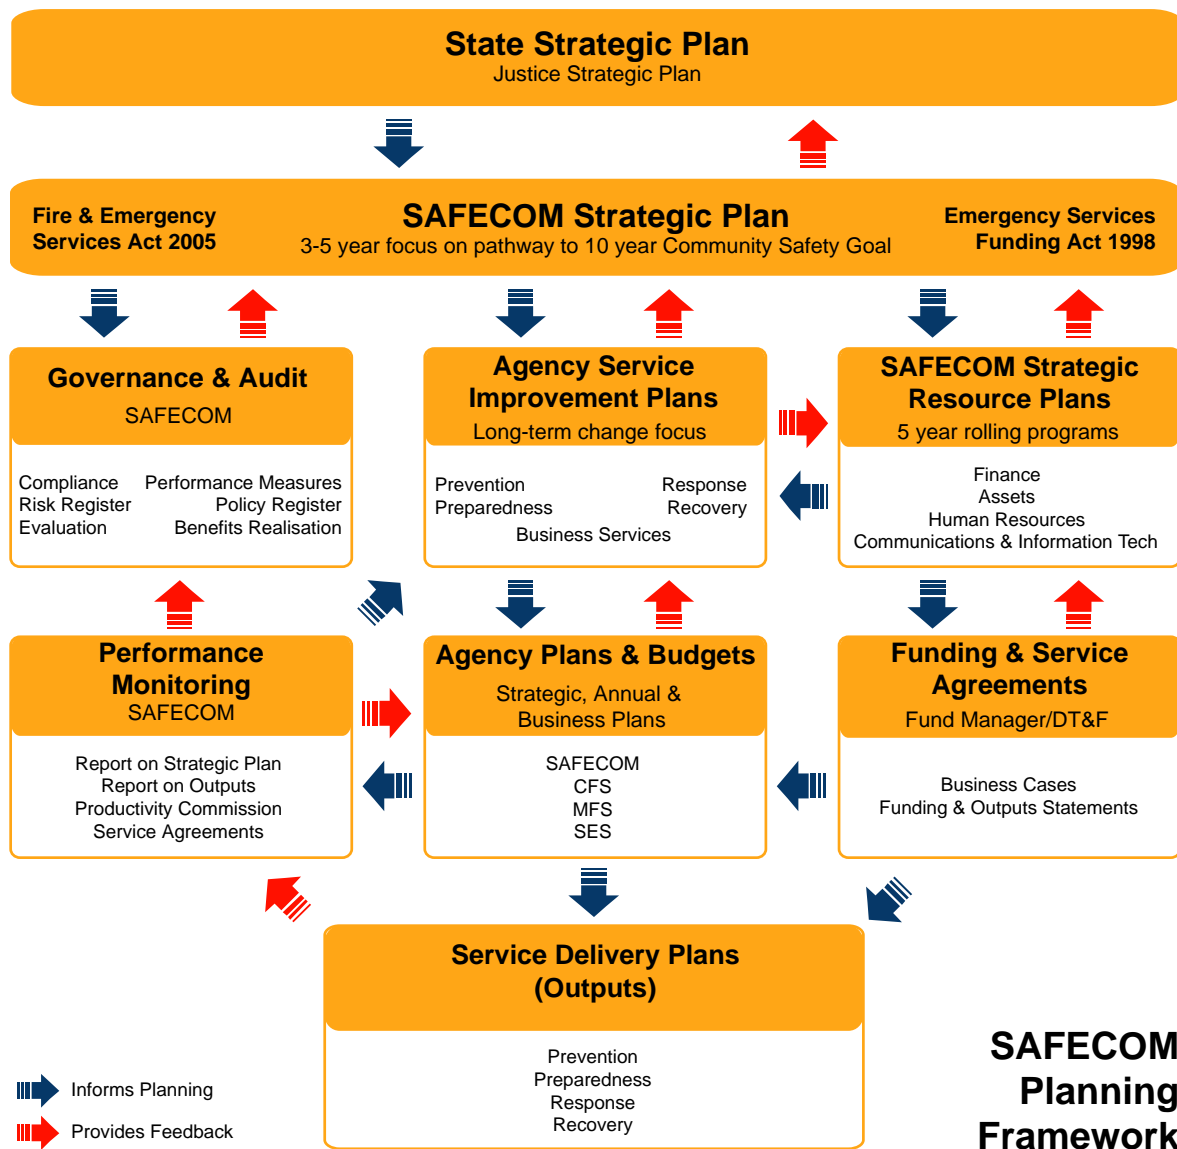 State Strategic Plan
Justice Strategic Plan
Fire & Emergency
Services Act 2005
SAFECOM Strategic Plan
3-5 year focus on pathway to 10 year Community Safety Goal
Emergency Services
Funding Act 1998
Governance & Audit
SAFECOM
Compliance
Risk Register
Evaluation
Performance Measures
Policy Register
Benefits Realisation
Agency Service
Improvement Plans
Long-term change focus
Prevention
Preparedness
Response
Recovery
Business Services
SAFECOM Strategic
Resource Plans
5 year rolling programs
Finance
Assets
Human Resources
Communications & Information Tech
Performance
Monitoring
SAFECOM
Report on Strategic Plan
Report on Outputs
Productivity Commission
Service Agreements
Agency Plans & Budgets
Strategic, Annual &
Business Plans
SAFECOM
CFS
MFS
SES
Funding & Service
Agreements
Fund Manager/DT&F
Business Cases
Funding & Outputs Statements
Service Delivery Plans
(Outputs)
Prevention
Preparedness
Response
Recovery
Informs Planning
Provides Feedback
SAFECOM
Planning
Framework